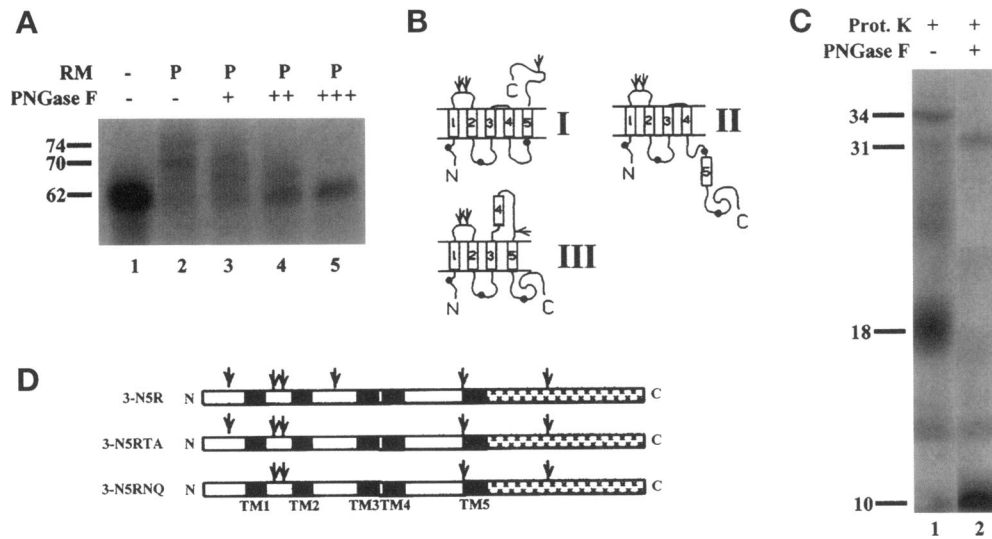 A
RM - P P P P
PNGase F - - + ++ +++
74
70
62
1 2 3 4 5
B
1 2 3 4 5
N
C
I
1 2 3 4
5
N
C
II
1 2 3 5
4
N
C
III
C
Prot. K + +
PNGase F - +
34
31
18
10
1 2
D
3-N5R N C
3-N5RTA N C
3-N5RNQ N C
TM1 TM2 TM3TM4 TM5